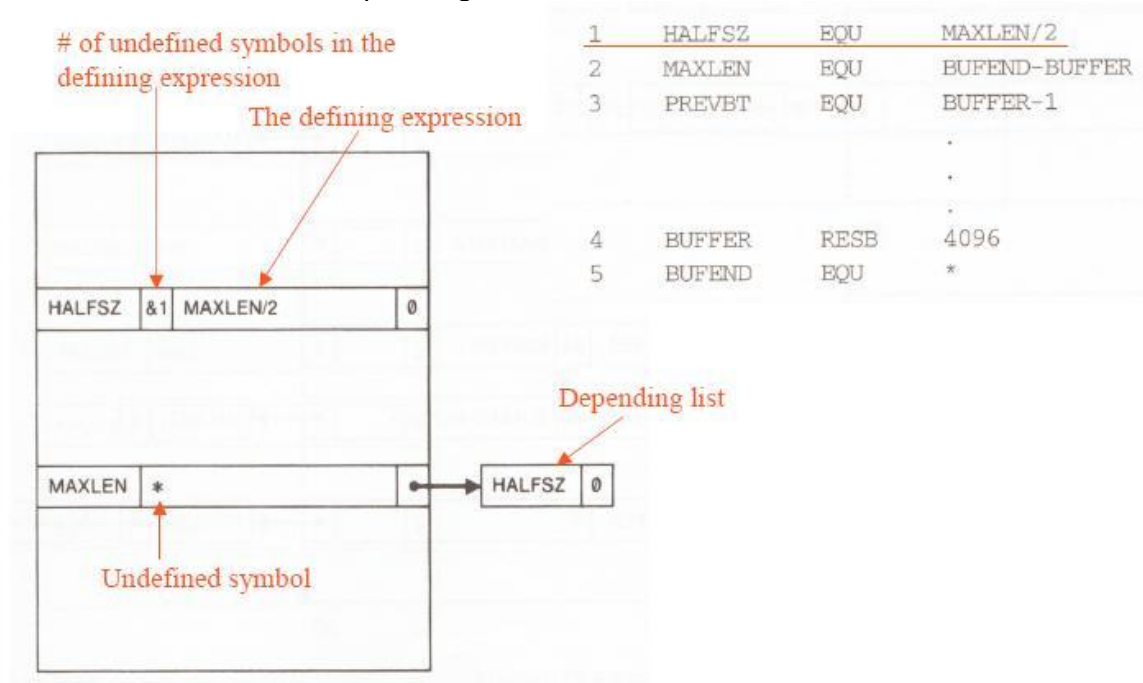 # of undefined symbols in the
defining expression
The defining expression
1 HALFSZ EQU MAXLEN/2
2 MAXLEN EQU BUFEND-BUFFER
3 PREVBT EQU BUFFER-1
.
.
.
4 BUFFER RESB 4096
5 BUFEND EQU *
HALFSZ &1 MAXLEN/2 0
Depending list
MAXLEN * HALFSZ 0
Undefined symbol